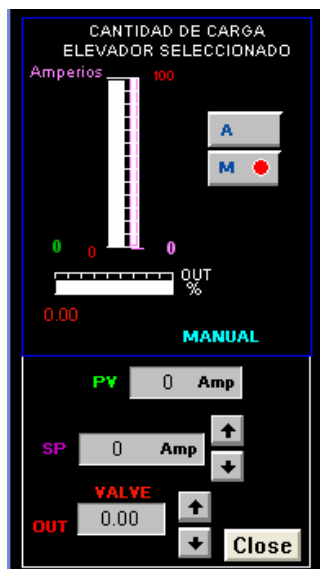 CANTIDAD DE CARGA
ELEVADOR SELECCIONADO
Amperios 100
A
M
0 0 0
OUT
%
0.00
MANUAL
PV 0 Amp
SP 0 Amp
VALVE
OUT 0.00
Close